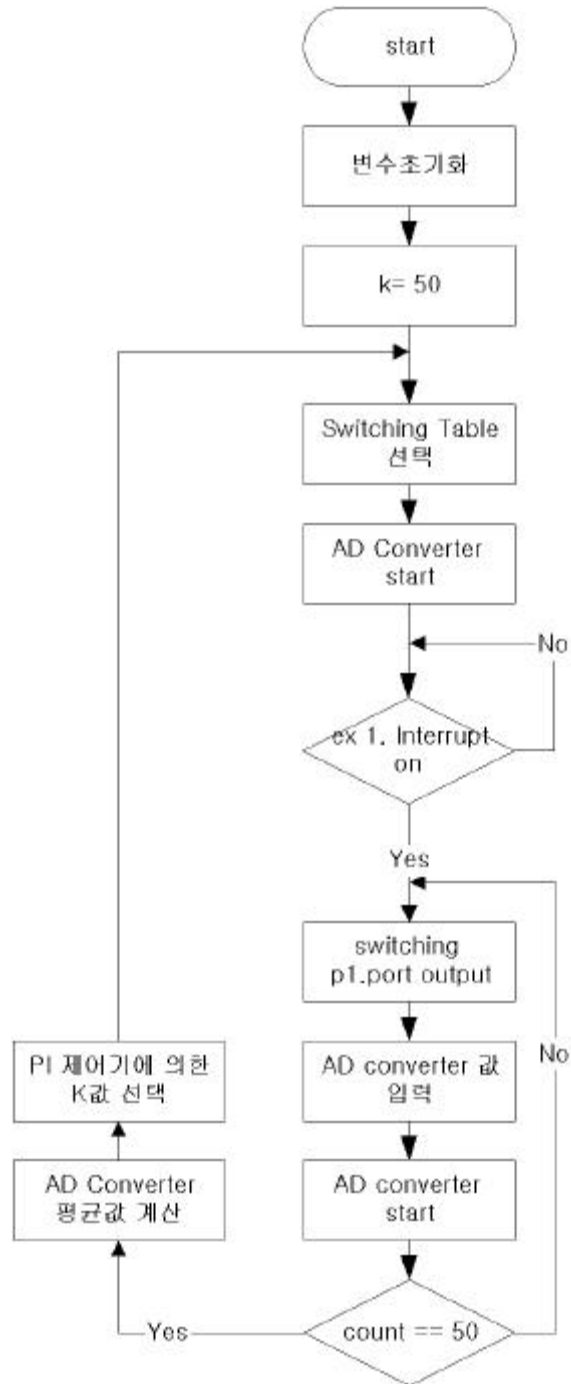 start
변수초기화
k= 50
Switching Table
선택
AD Converter
start
No
ex 1. Interrupt
on
Yes
switching
p1.port output
No
AD converter 값
입력
AD converter
start
count == 50
Yes
AD Converter
평균값 계산
PI 제어기에 의한
K값 선택